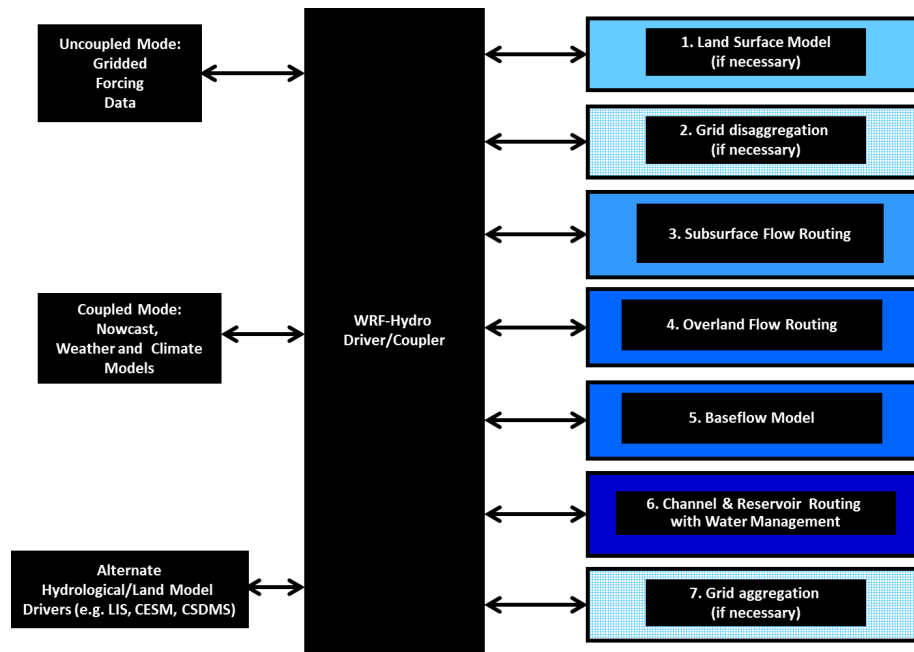 Uncoupled Mode:
Gridded
Forcing
Data
Coupled Mode:
Nowcast,
Weather and Climate
Models
Alternate
Hydrological/Land Model
Drivers (e.g. LIS, CESM, CSDMS)
WRF-Hydro
Driver/Coupler
1. Land Surface Model
(if necessary)
2. Grid disaggregation
(if necessary)
3. Subsurface Flow Routing
4. Overland Flow Routing
5. Baseflow Model
6. Channel & Reservoir Routing
with Water Management
7. Grid aggregation
(if necessary)